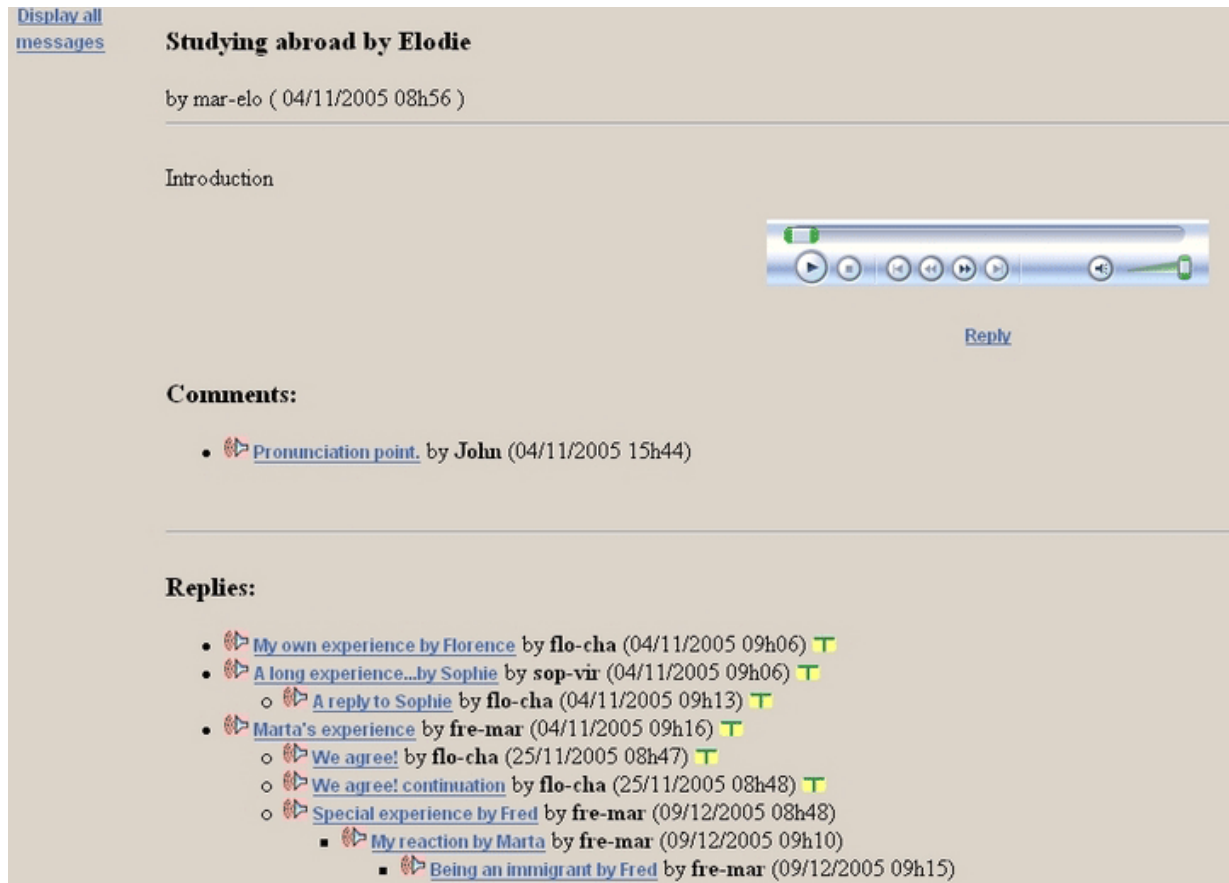 Display all
messages
Studying abroad by Elodie
by mar-elo ( 04/11/2005 08h56 )
Introduction
Reply
Comments:
Pronunciation point. by John (04/11/2005 15h44)
Replies:
My own experience by Florence by flo-cha (04/11/2005 09h06) T
A long experience...by Sophie by sop-vir (04/11/2005 09h06) T
A reply to Sophie by flo-cha (04/11/2005 09h13) T
Marta's experience by fre-mar (04/11/2005 09h16) T
We agree! by flo-cha (25/11/2005 08h47) T
We agree! continuation by flo-cha (25/11/2005 08h48) T
Special experience by Fred by fre-mar (09/12/2005 08h48)
My reaction by Marta by fre-mar (09/12/2005 09h10)
Being an immigrant by Fred by fre-mar (09/12/2005 09h15)